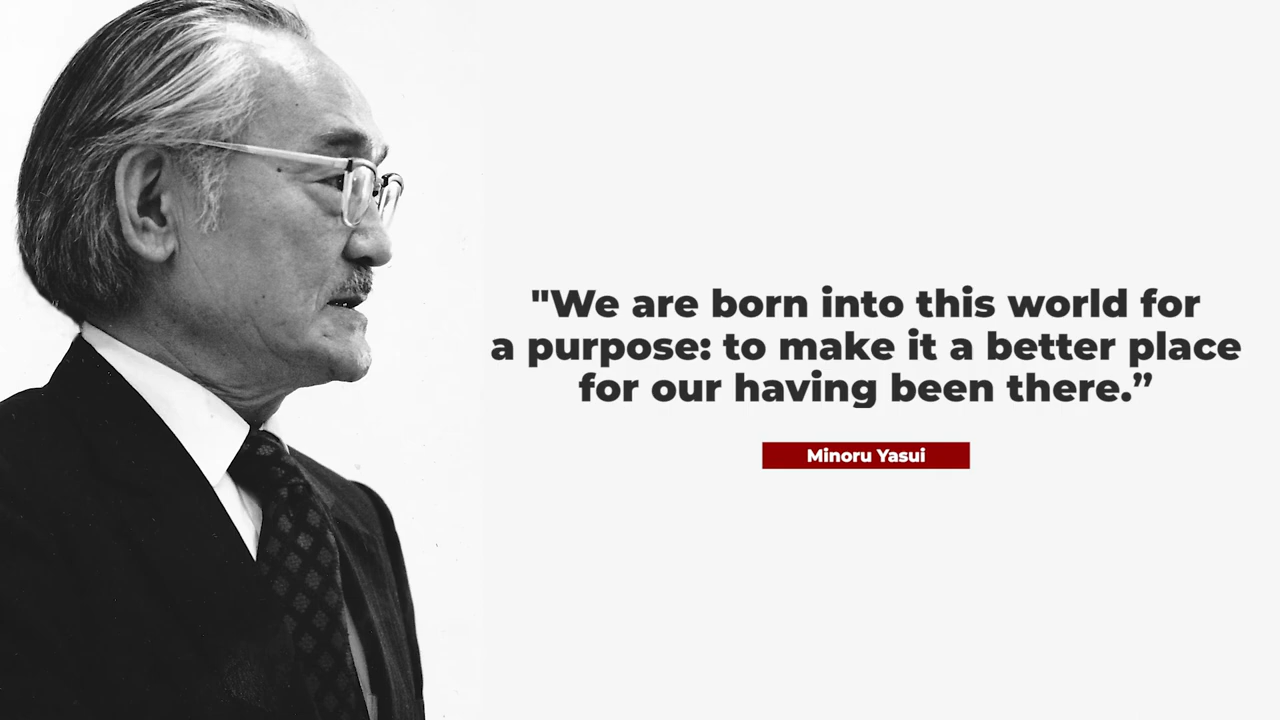 "We are born into this world for
a purpose: to make it a better place
for our having been there.”
Minoru Yasui